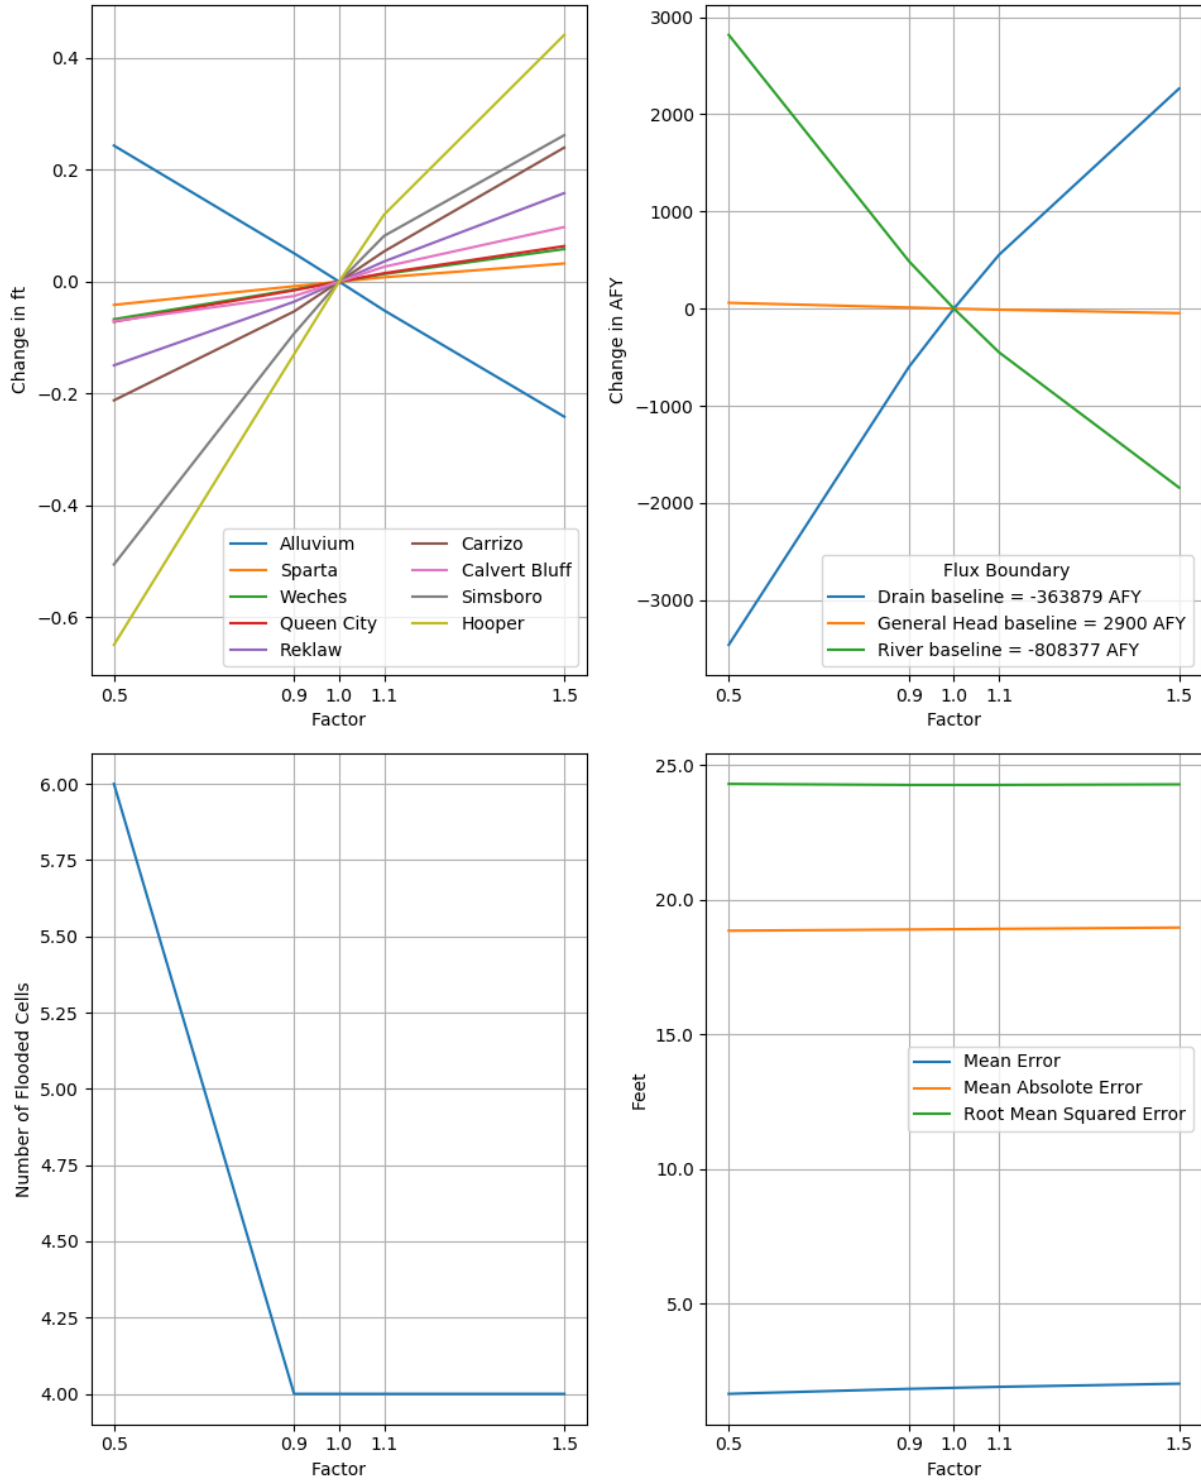 0.4
0.2
0.0
−0.2
−0.4
−0.6
Change in ft
Alluvium
Sparta
Weches
Queen City
Reklaw
Carrizo
Calvert Bluff
Simsboro
Hooper
0.5 0.9 1.0 1.1 1.5
Factor
3000
2000
1000
0
−1000
−2000
−3000
Change in AFY
Flux Boundary
Drain baseline = -363879 AFY
General Head baseline = 2900 AFY
River baseline = -808377 AFY
0.5 0.9 1.0 1.1 1.5
Factor
6.00
5.75
5.50
5.25
5.00
4.75
4.50
4.25
4.00
Number of Flooded Cells
0.5 0.9 1.0 1.1 1.5
Factor
25.0
20.0
15.0
10.0
5.0
Feet
Mean Error
Mean Absolote Error
Root Mean Squared Error
0.5 0.9 1.0 1.1 1.5
Factor